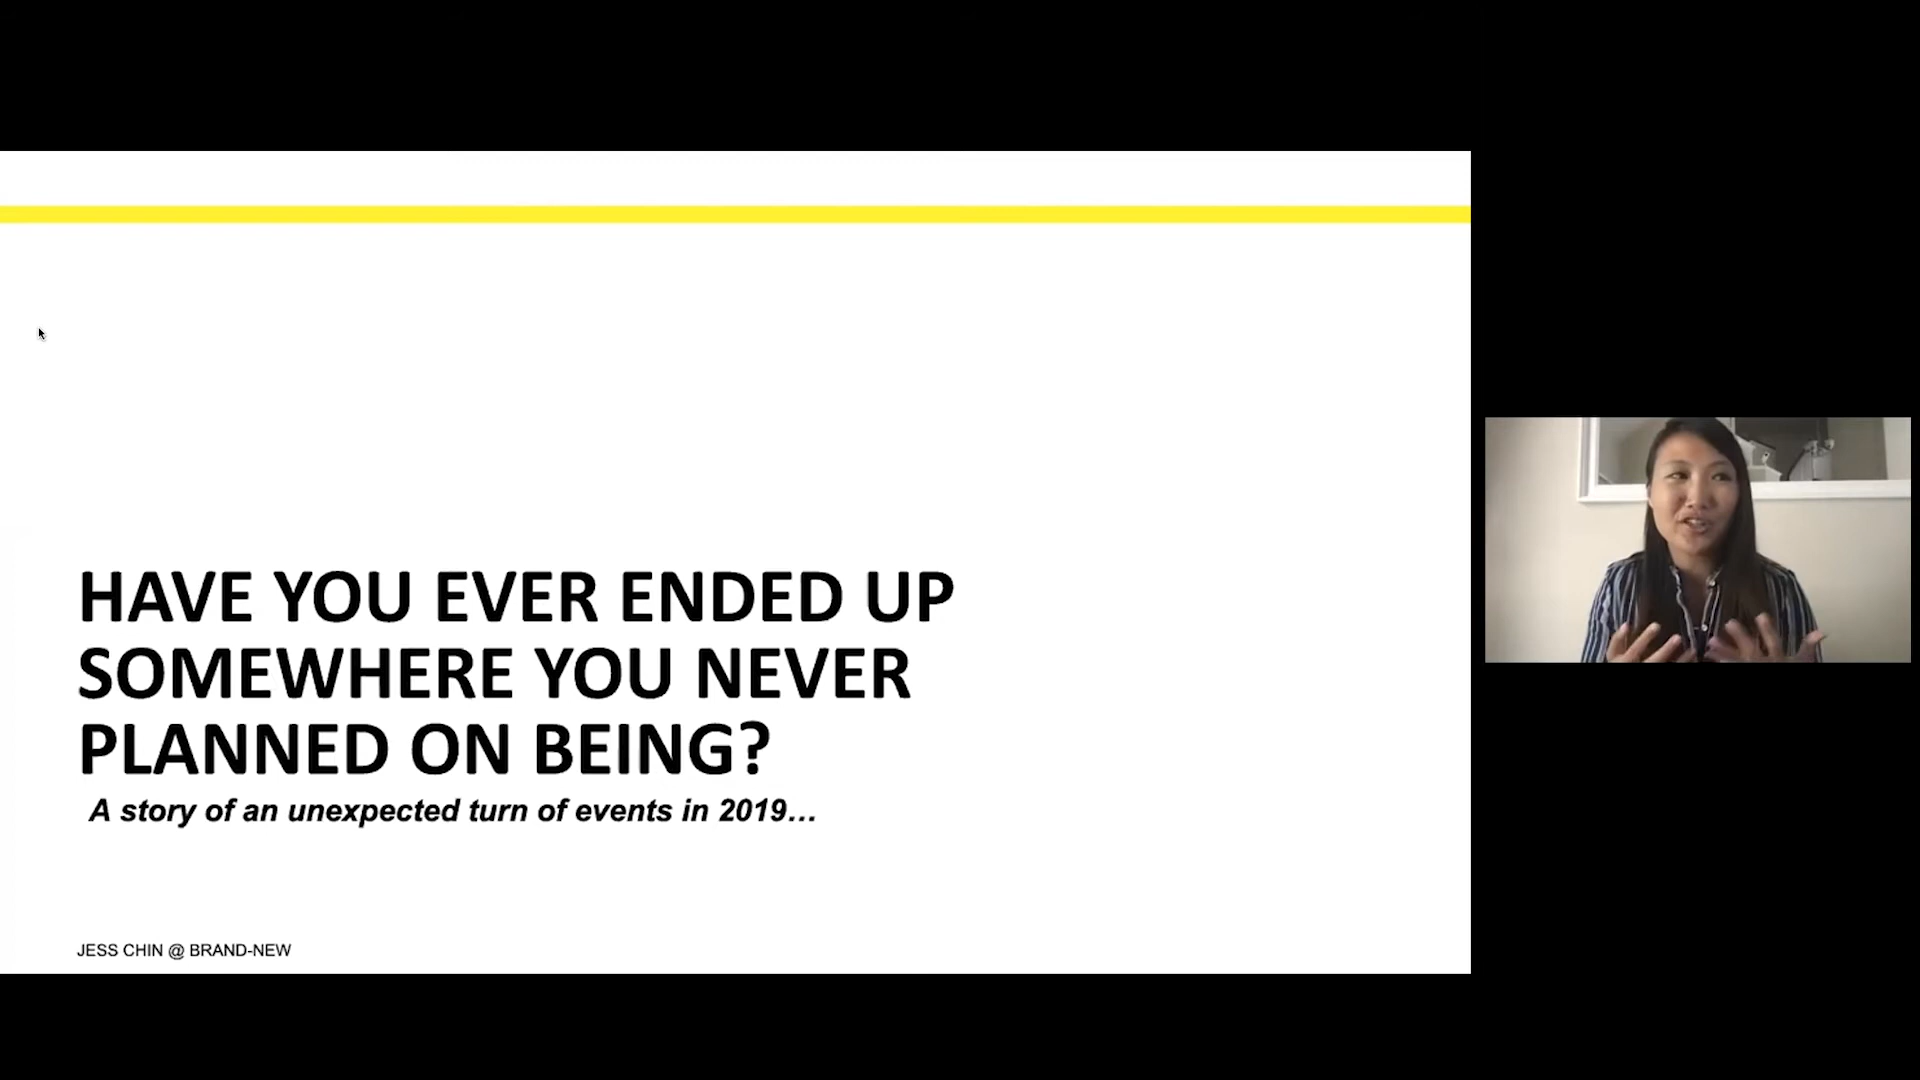 HAVE YOU EVER ENDED UP
SOMEWHERE YOU NEVER
PLANNED ON BEING?
A story of an unexpected turn of events in 2019...
JESS CHIN @ BRAND-NEW